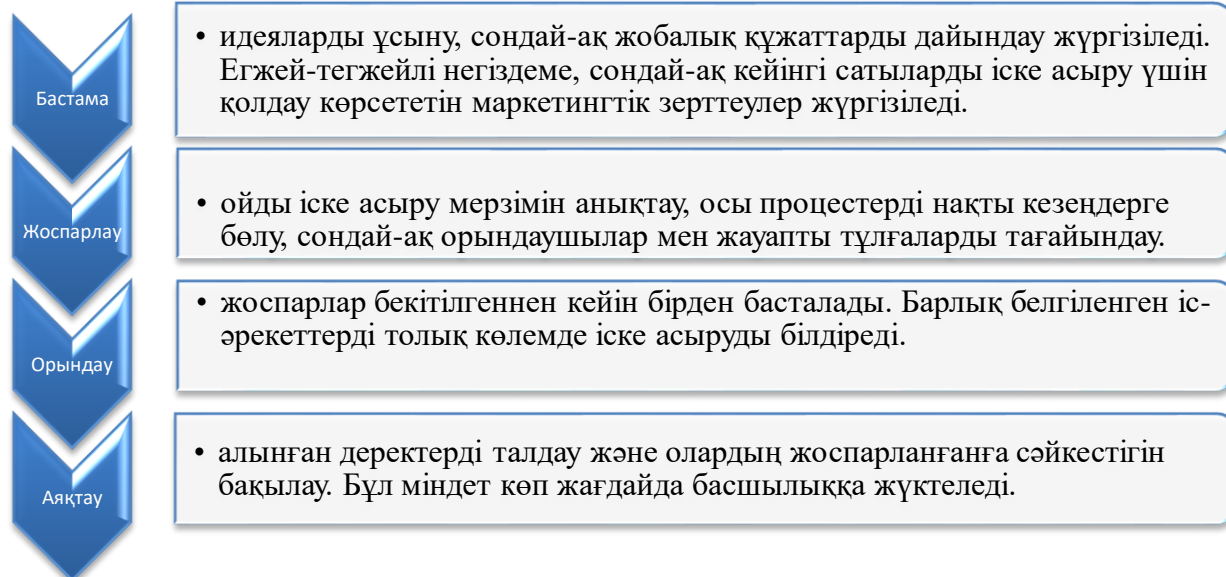 Бастама
• идеяларды ұсыну, сондай-ақ жобалық құжаттарды дайындау жүргізіледі.
Егжей-тегжейлі негіздеме, сондай-ақ кейінгі сатыларды іске асыру үшін
қолдау көрсететін маркетингтік зерттеулер жүргізіледі.
Жоспарлау
• ойды іске асыру мерзімін анықтау, осы процестерді нақты кезеңдерге
бөлу, сондай-ақ орындаушылар мен жауапты тұлғаларды тағайындау.
Орындау
• жоспарлар бекітілгеннен кейін бірден басталады. Барлық белгіленген іс-
әрекеттерді толық көлемде іске асыруды білдіреді.
Аяқтау
• алынған деректерді талдау және олардың жоспарланғанға сәйкестігін
бақылау. Бұл міндет көп жағдайда басшылыққа жүктеледі.